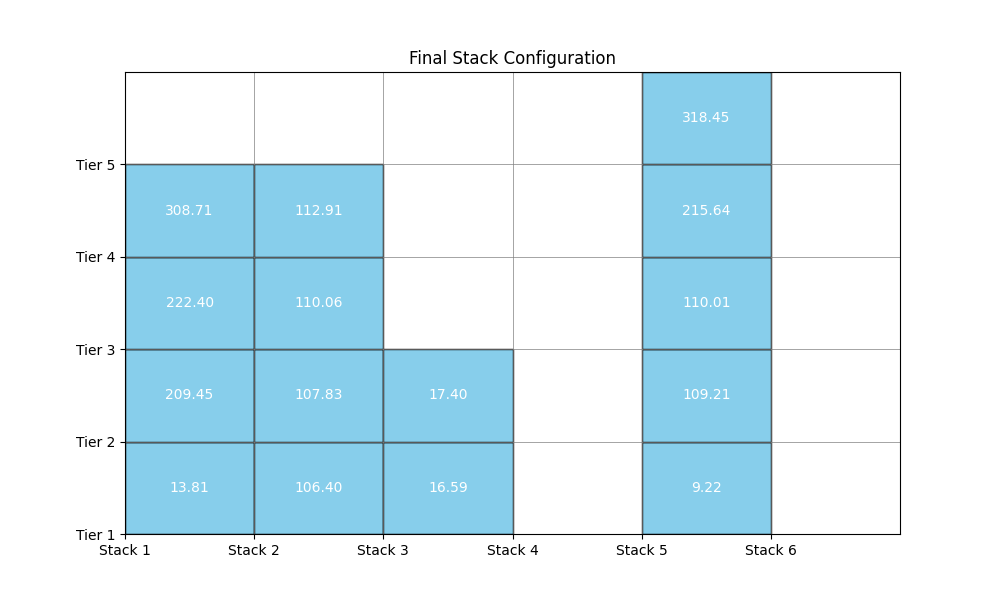 Final Stack Configuration
318.45
Tier 5
308.71 112.91 215.64
Tier 4
222.40 110.06 110.01
Tier 3
209.45 107.83 17.40 109.21
Tier 2
13.81 106.40 16.59 9.22
Tier 1
Stack 1 Stack 2 Stack 3 Stack 4 Stack 5 Stack 6